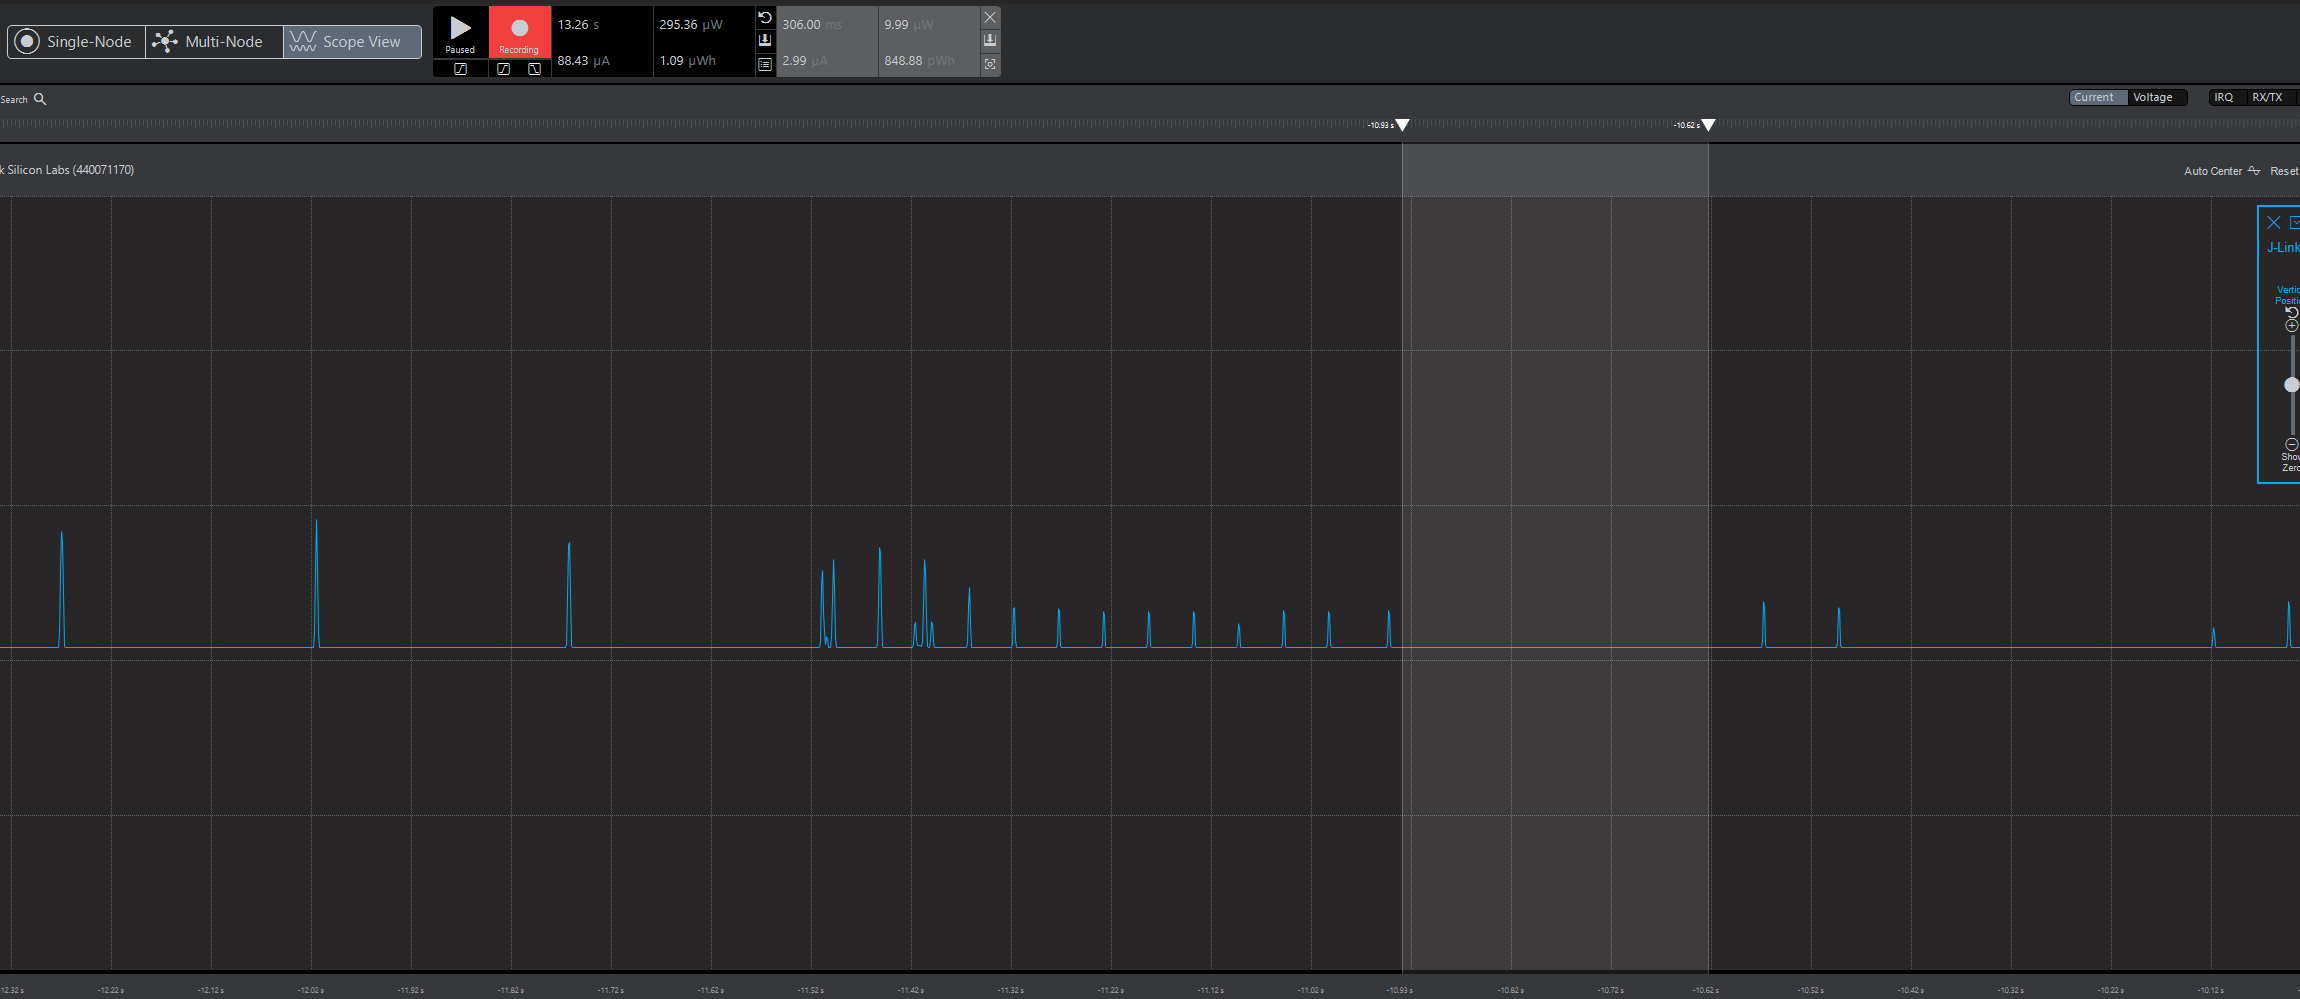 Single-Node
Multi-Node
Scope View
Paused
Recording
13.26 s
295.36 µW
88.43 µA
1.09 µWh
306.00 ms
9.99 µW
2.99 µA
848.88 pWh
Search
Current
Voltage
IRQ
RX/TX
-10.93 s
-10.62 s
k Silicon Labs (440071170)
Auto Center
Reset
J-Link
Vertic
Positio
Show
Zero
-12.32 s -12.22 s -12.12 s -12.02 s -11.92 s -11.82 s -11.72 s -11.62 s -11.52 s -11.42 s -11.32 s -11.22 s -11.12 s -11.02 s -10.93 s -10.82 s -10.72 s -10.62 s -10.52 s -10.42 s -10.32 s -10.22 s -10.12 s